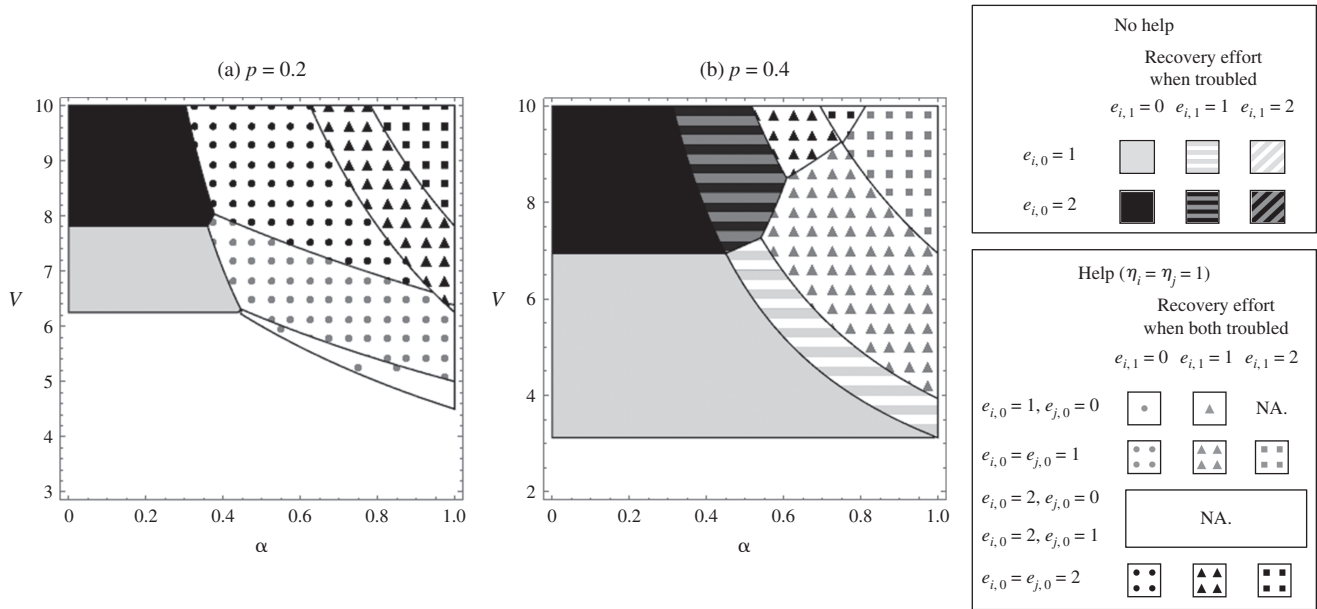 (a) p = 0.2
10
9
8
7
6
5
4
3
V
0
0.2
0.4
0.6
0.8
1.0
α
(b) p = 0.4
10
8
6
4
2
V
0
0.2
0.4
0.6
0.8
1.0
α
No help
Recovery effort
when troubled
e_{i,1} = 0 e_{i,1} = 1 e_{i,1} = 2
e_{i,0} = 1
e_{i,0} = 2
Help (η_i = η_j = 1)
Recovery effort
when both troubled
e_{i,1} = 0 e_{i,1} = 1 e_{i,1} = 2
e_{i,0} = 1, e_{j,0} = 0 NA.
e_{i,0} = e_{j,0} = 1
e_{i,0} = 2, e_{j,0} = 0
NA.
e_{i,0} = 2, e_{j,0} = 1
e_{i,0} = e_{j,0} = 2